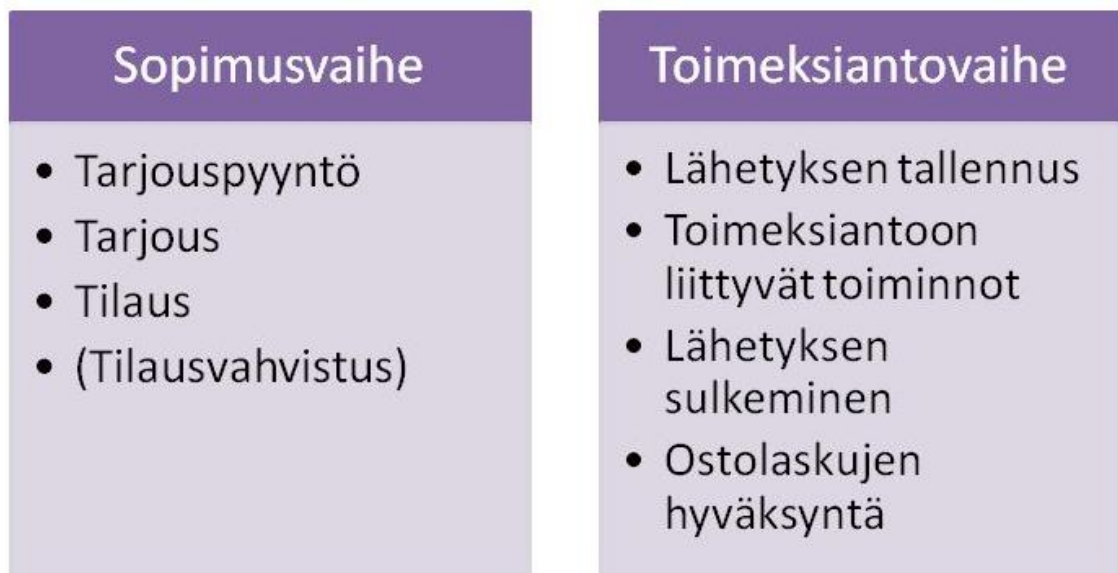 Sopimusvaihe
• Tarjouspyyntö
• Tarjous
• Tilaus
• (Tilausvahvistus)
Toimeksiantovaihe
• Lähetyksen tallennus
• Toimeksiantoon
liittyvät toiminnot
• Lähetyksen
sulkeminen
• Ostolaskujen
hyväksyntä